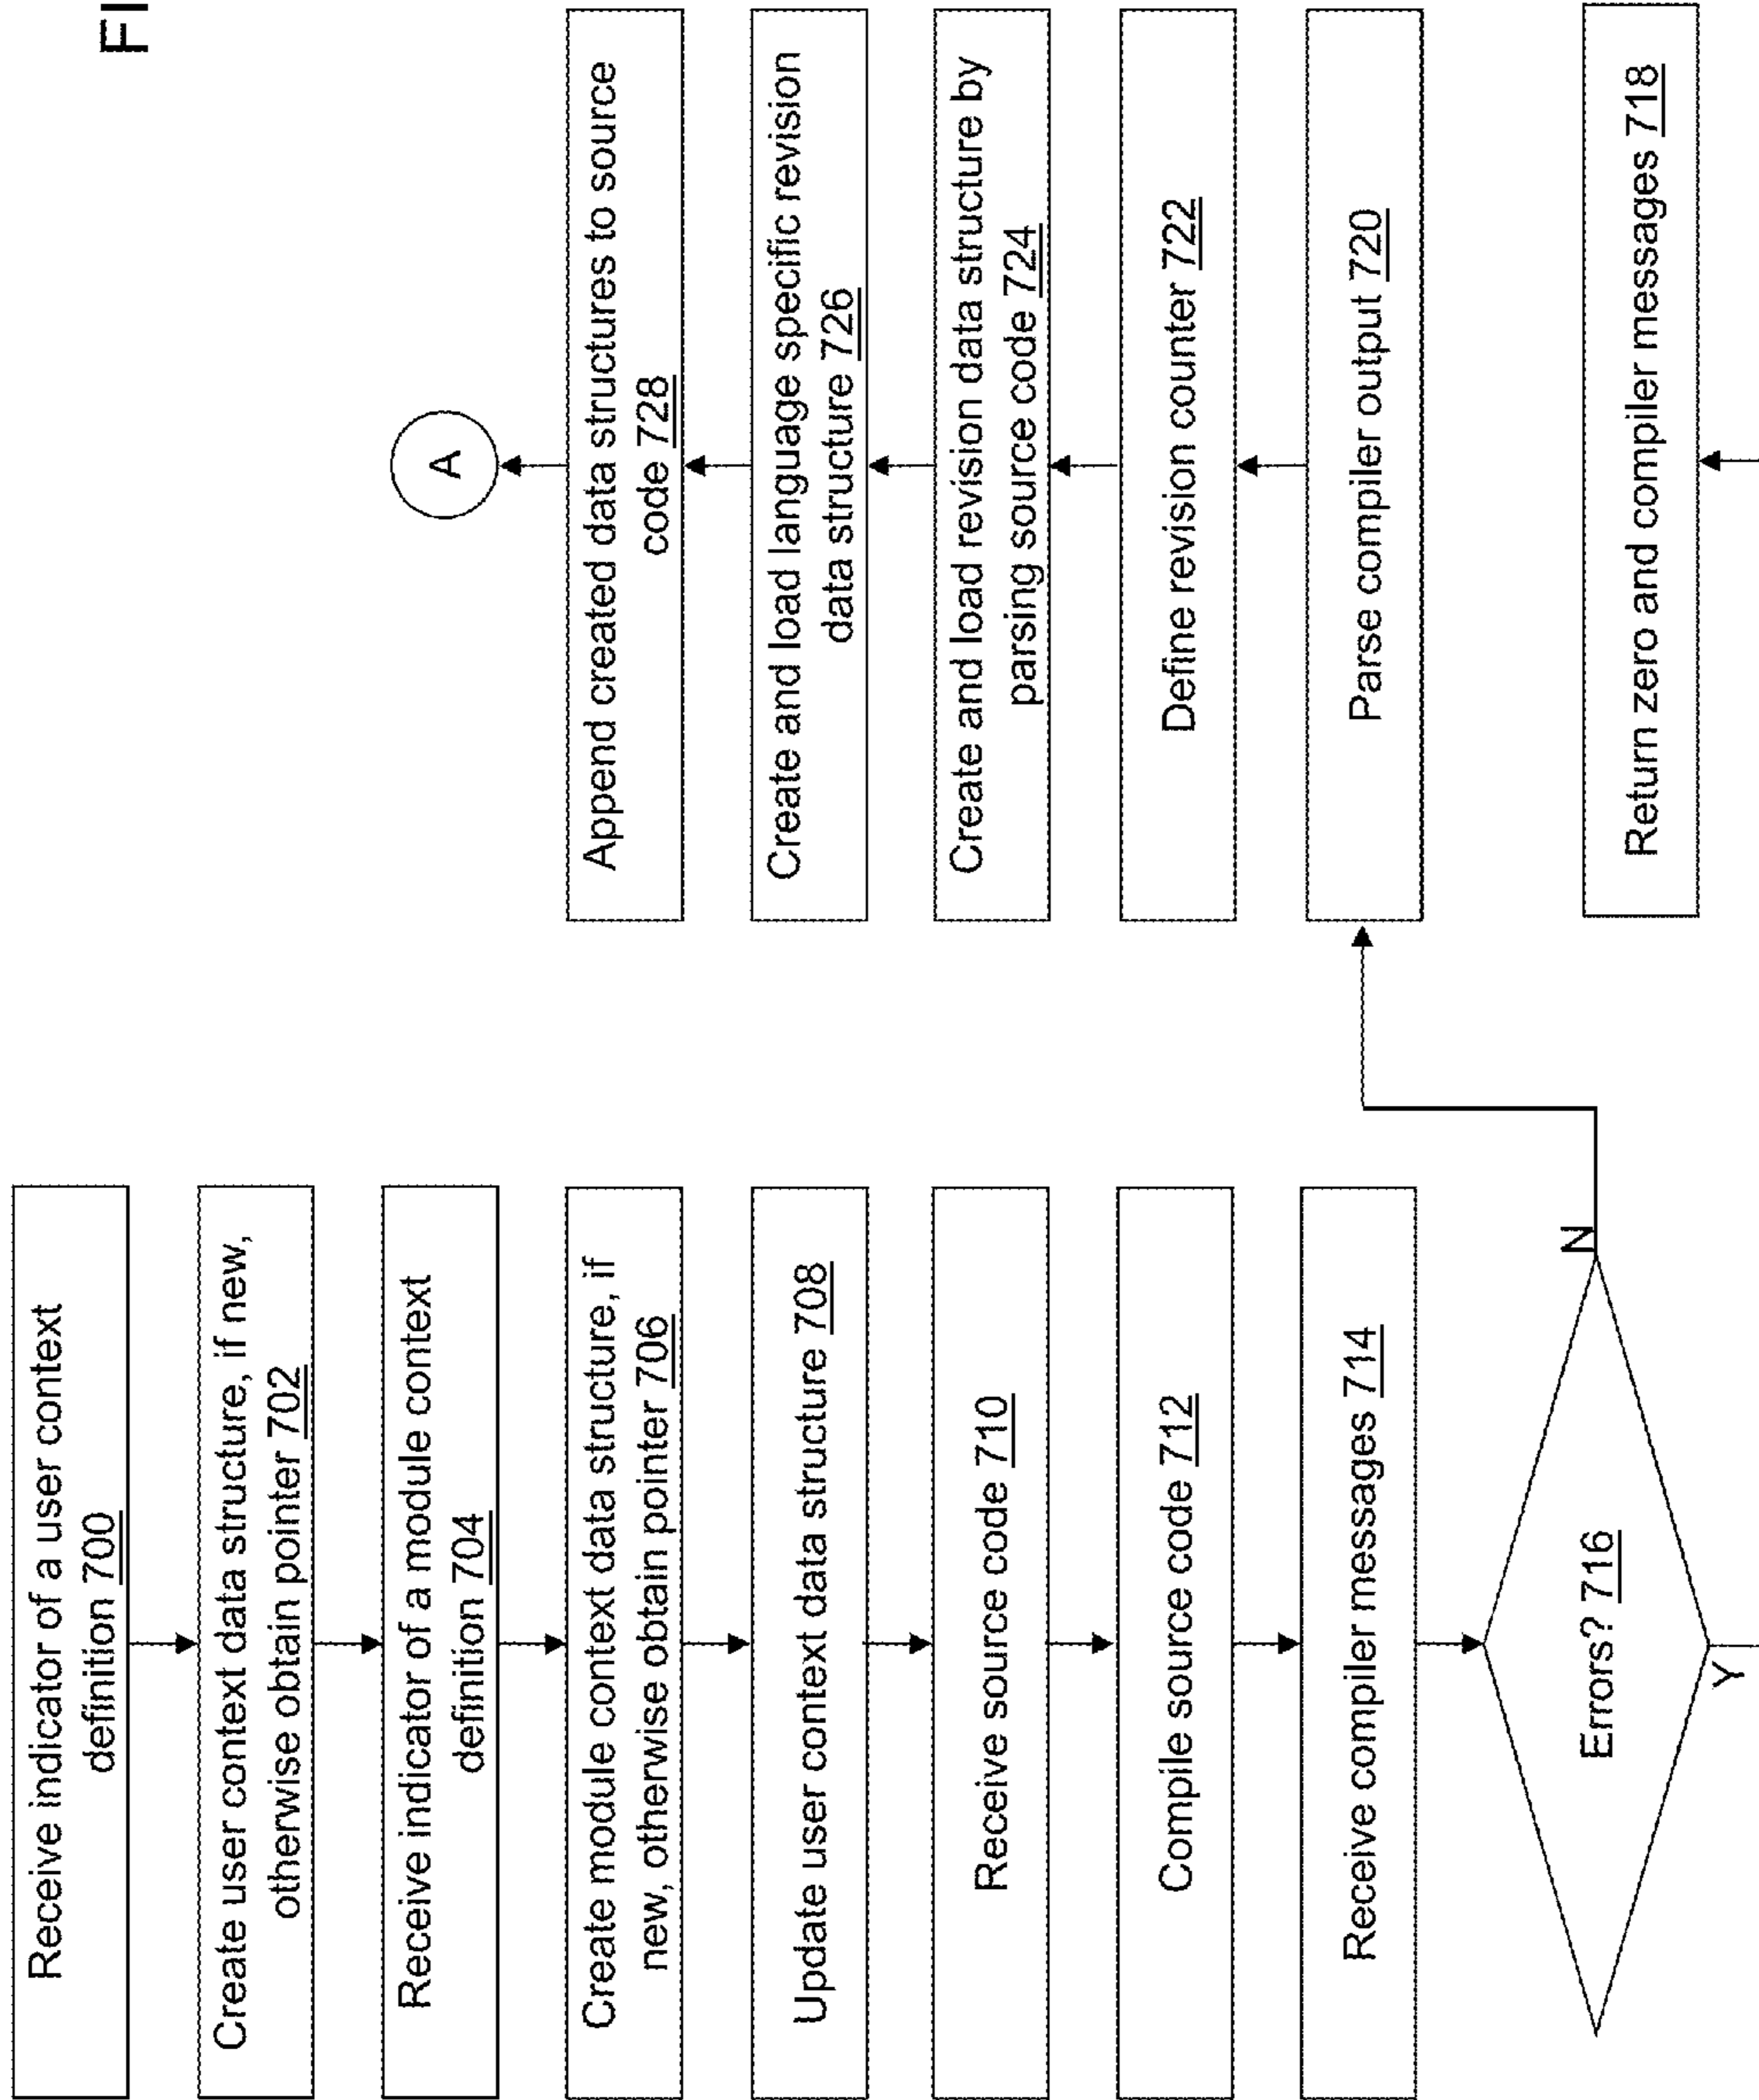 FI
Receive indicator of a user context
definition 700
Create user context data structure, if new,
otherwise obtain pointer 702
Receive indicator of a module context
definition 704
Create module context data structure, if
new, otherwise obtain pointer 706
Update user context data structure 708
Receive source code 710
Compile source code 712
Receive compiler messages 714
Errors? 716
N
Y
A
Append created data structures to source
code 728
Create and load language specific revision
data structure 726
Create and load revision data structure by
parsing source code 724
Define revision counter 722
Parse compiler output 720
Return zero and compiler messages 718